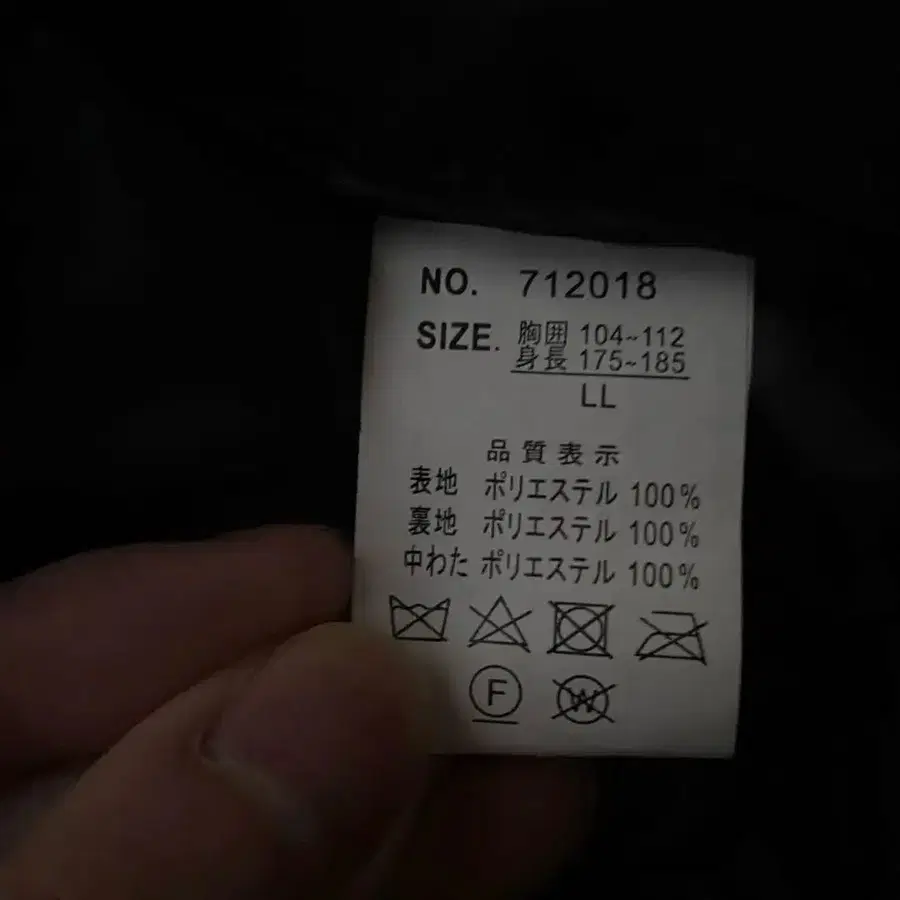 NO. 712018
SIZE. 胸囲 104~112
身長 175~185
LL
品質表示
表地 ポリエステル 100%
裏地 ポリエステル 100%
中わた ポリエステル 100%
F W